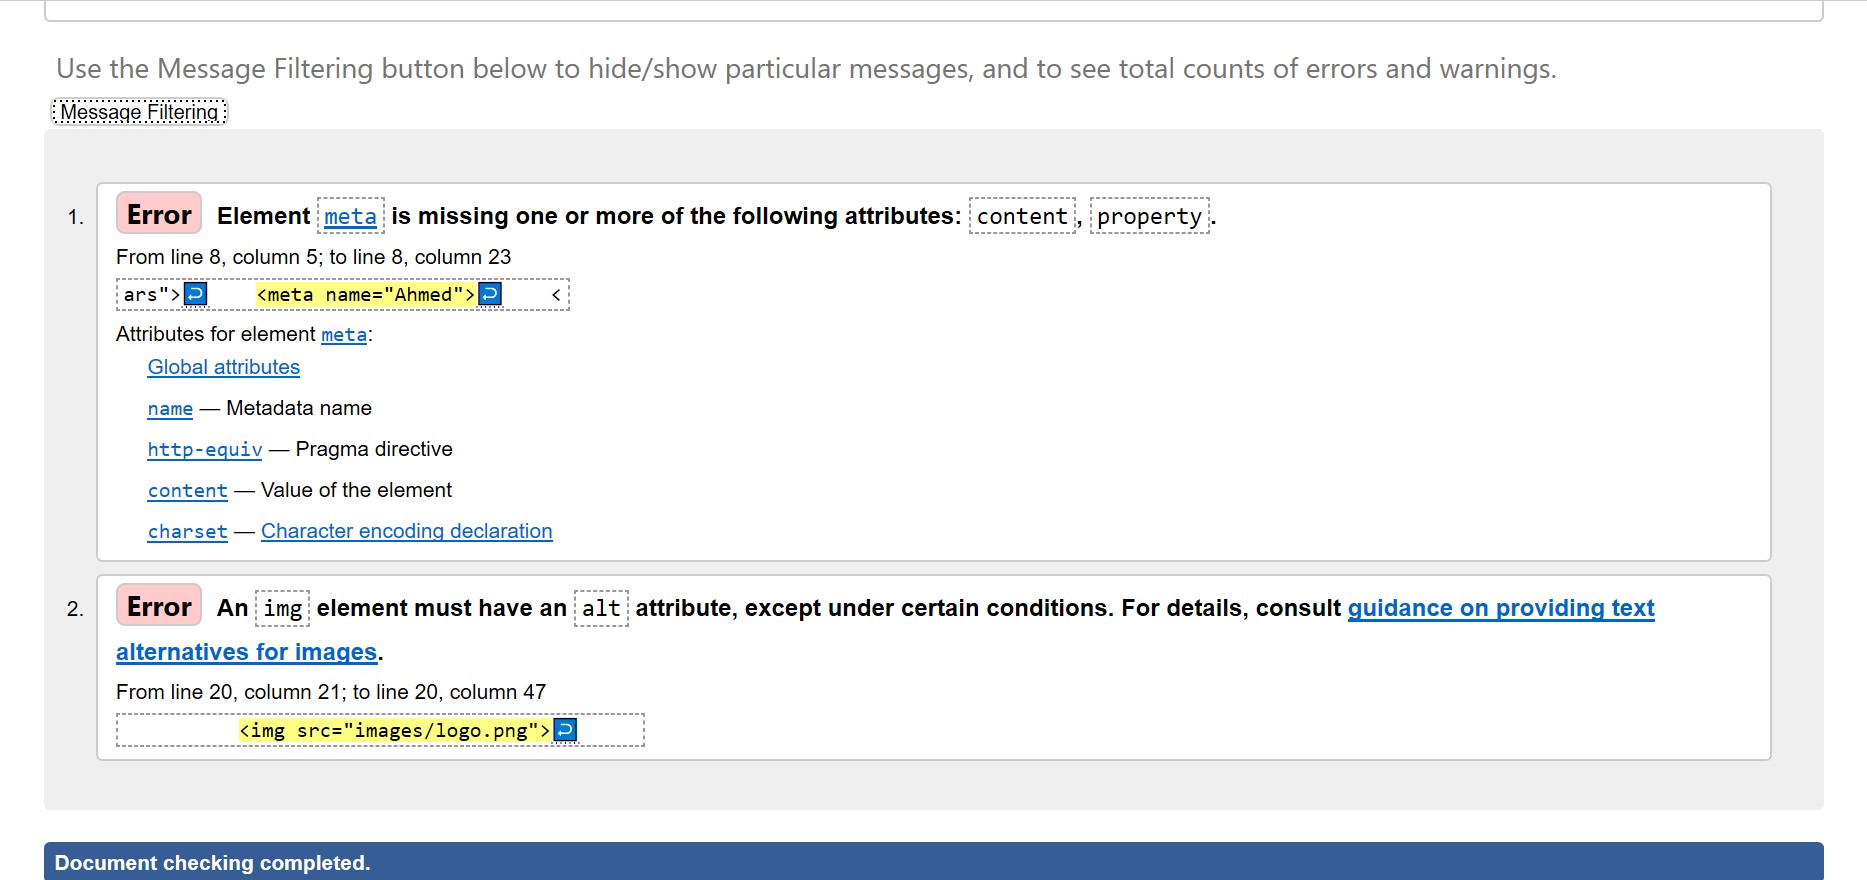 Use the Message Filtering button below to hide/show particular messages, and to see total counts of errors and warnings.
Message Filtering
1. Error Element meta is missing one or more of the following attributes: content, property.
From line 8, column 5; to line 8, column 23
ars">↩ <meta name="Ahmed">↩ <
Attributes for element meta:
Global attributes
name — Metadata name
http-equiv — Pragma directive
content — Value of the element
charset — Character encoding declaration
2. Error An img element must have an alt attribute, except under certain conditions. For details, consult guidance on providing text
alternatives for images.
From line 20, column 21; to line 20, column 47
<img src="images/logo.png">↩
Document checking completed.